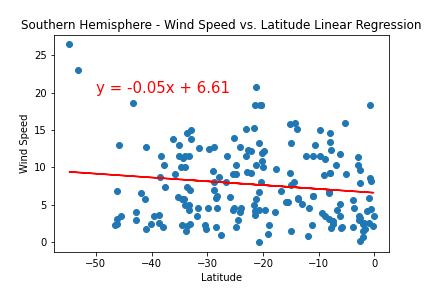 Southern Hemisphere - Wind Speed vs. Latitude Linear Regression
25
20
15
10
5
0
Wind Speed
y = -0.05x + 6.61
−50 −40 −30 −20 −10 0
Latitude